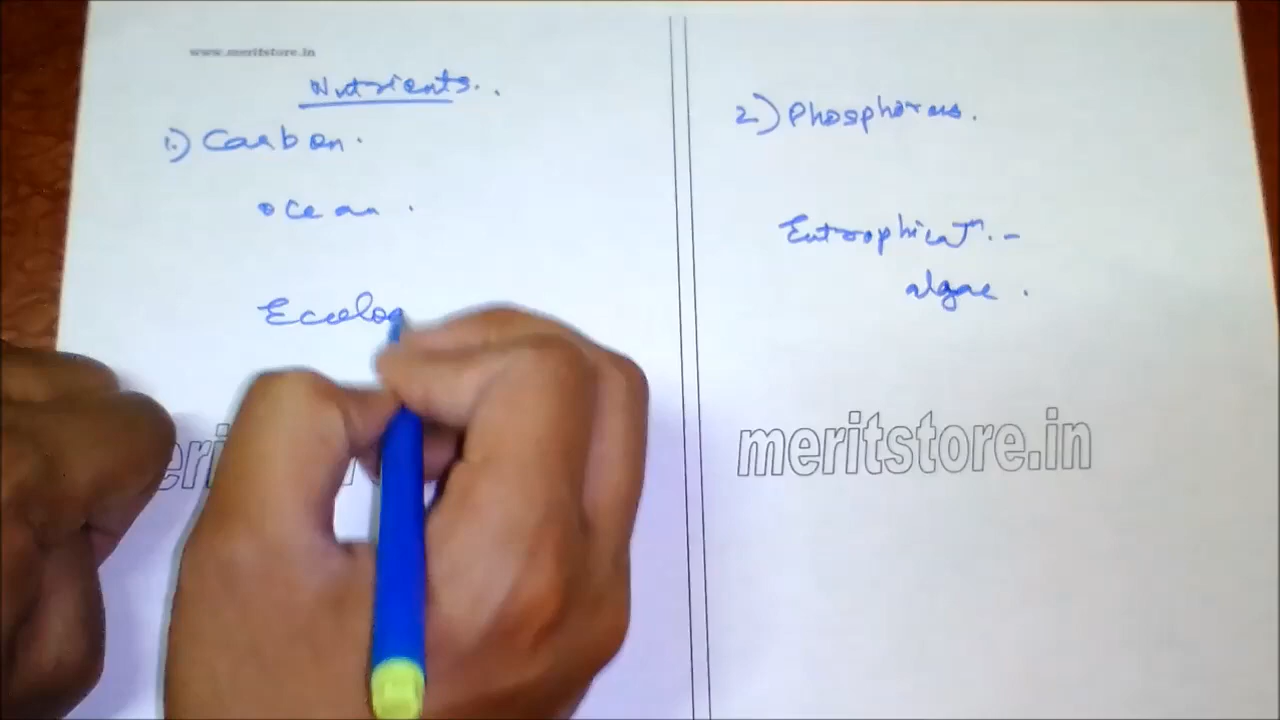 www.meritstore.in
Nutrients..
1.) Carbon.
ocean.
Ecolog
2.) Phosphorus.
Eutrophicatn. -
algae.
meritstore.in